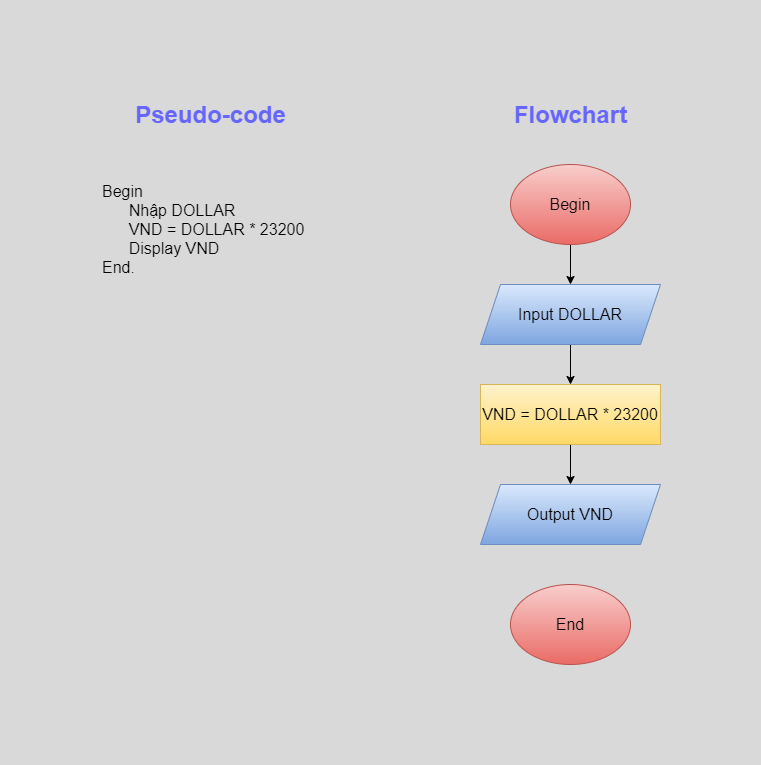 Pseudo-code
Begin
Nhập DOLLAR
VND = DOLLAR * 23200
Display VND
End.
Flowchart
Begin
Input DOLLAR
VND = DOLLAR * 23200
Output VND
End